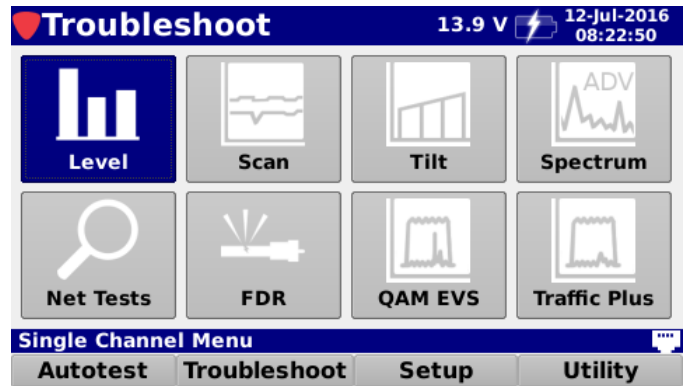 Troubleshoot 13.9 V 12-Jul-2016
08:22:50
ADV
Level Scan Tilt Spectrum
Net Tests FDR QAM EVS Traffic Plus
Single Channel Menu
Autotest Troubleshoot Setup Utility